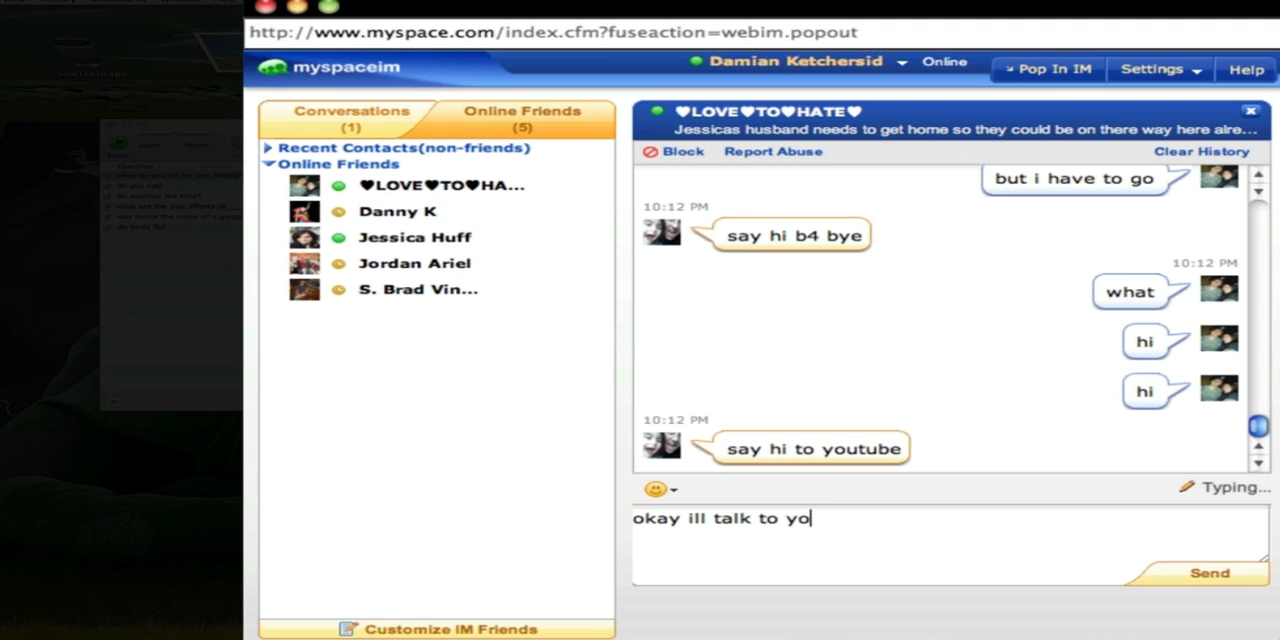 http://www.myspace.com/index.cfm?fuseaction=webim.popout
myspaceim
Damian Ketchersid
Online
Pop In IM
Settings
Help
Conversations
(1)
Online Friends
(5)
Recent Contacts(non-friends)
Online Friends
♥LOVE♥TO♥HA...
Danny K
Jessica Huff
Jordan Ariel
S. Brad Vin...
Customize IM Friends
♥LOVE♥TO♥HATE♥
Jessicas husband needs to get home so they could be on there way here alre...
Block
Report Abuse
Clear History
but i have to go
10:12 PM
say hi b4 bye
10:12 PM
what
hi
hi
10:12 PM
say hi to youtube
Typing...
okay ill talk to yo
Send